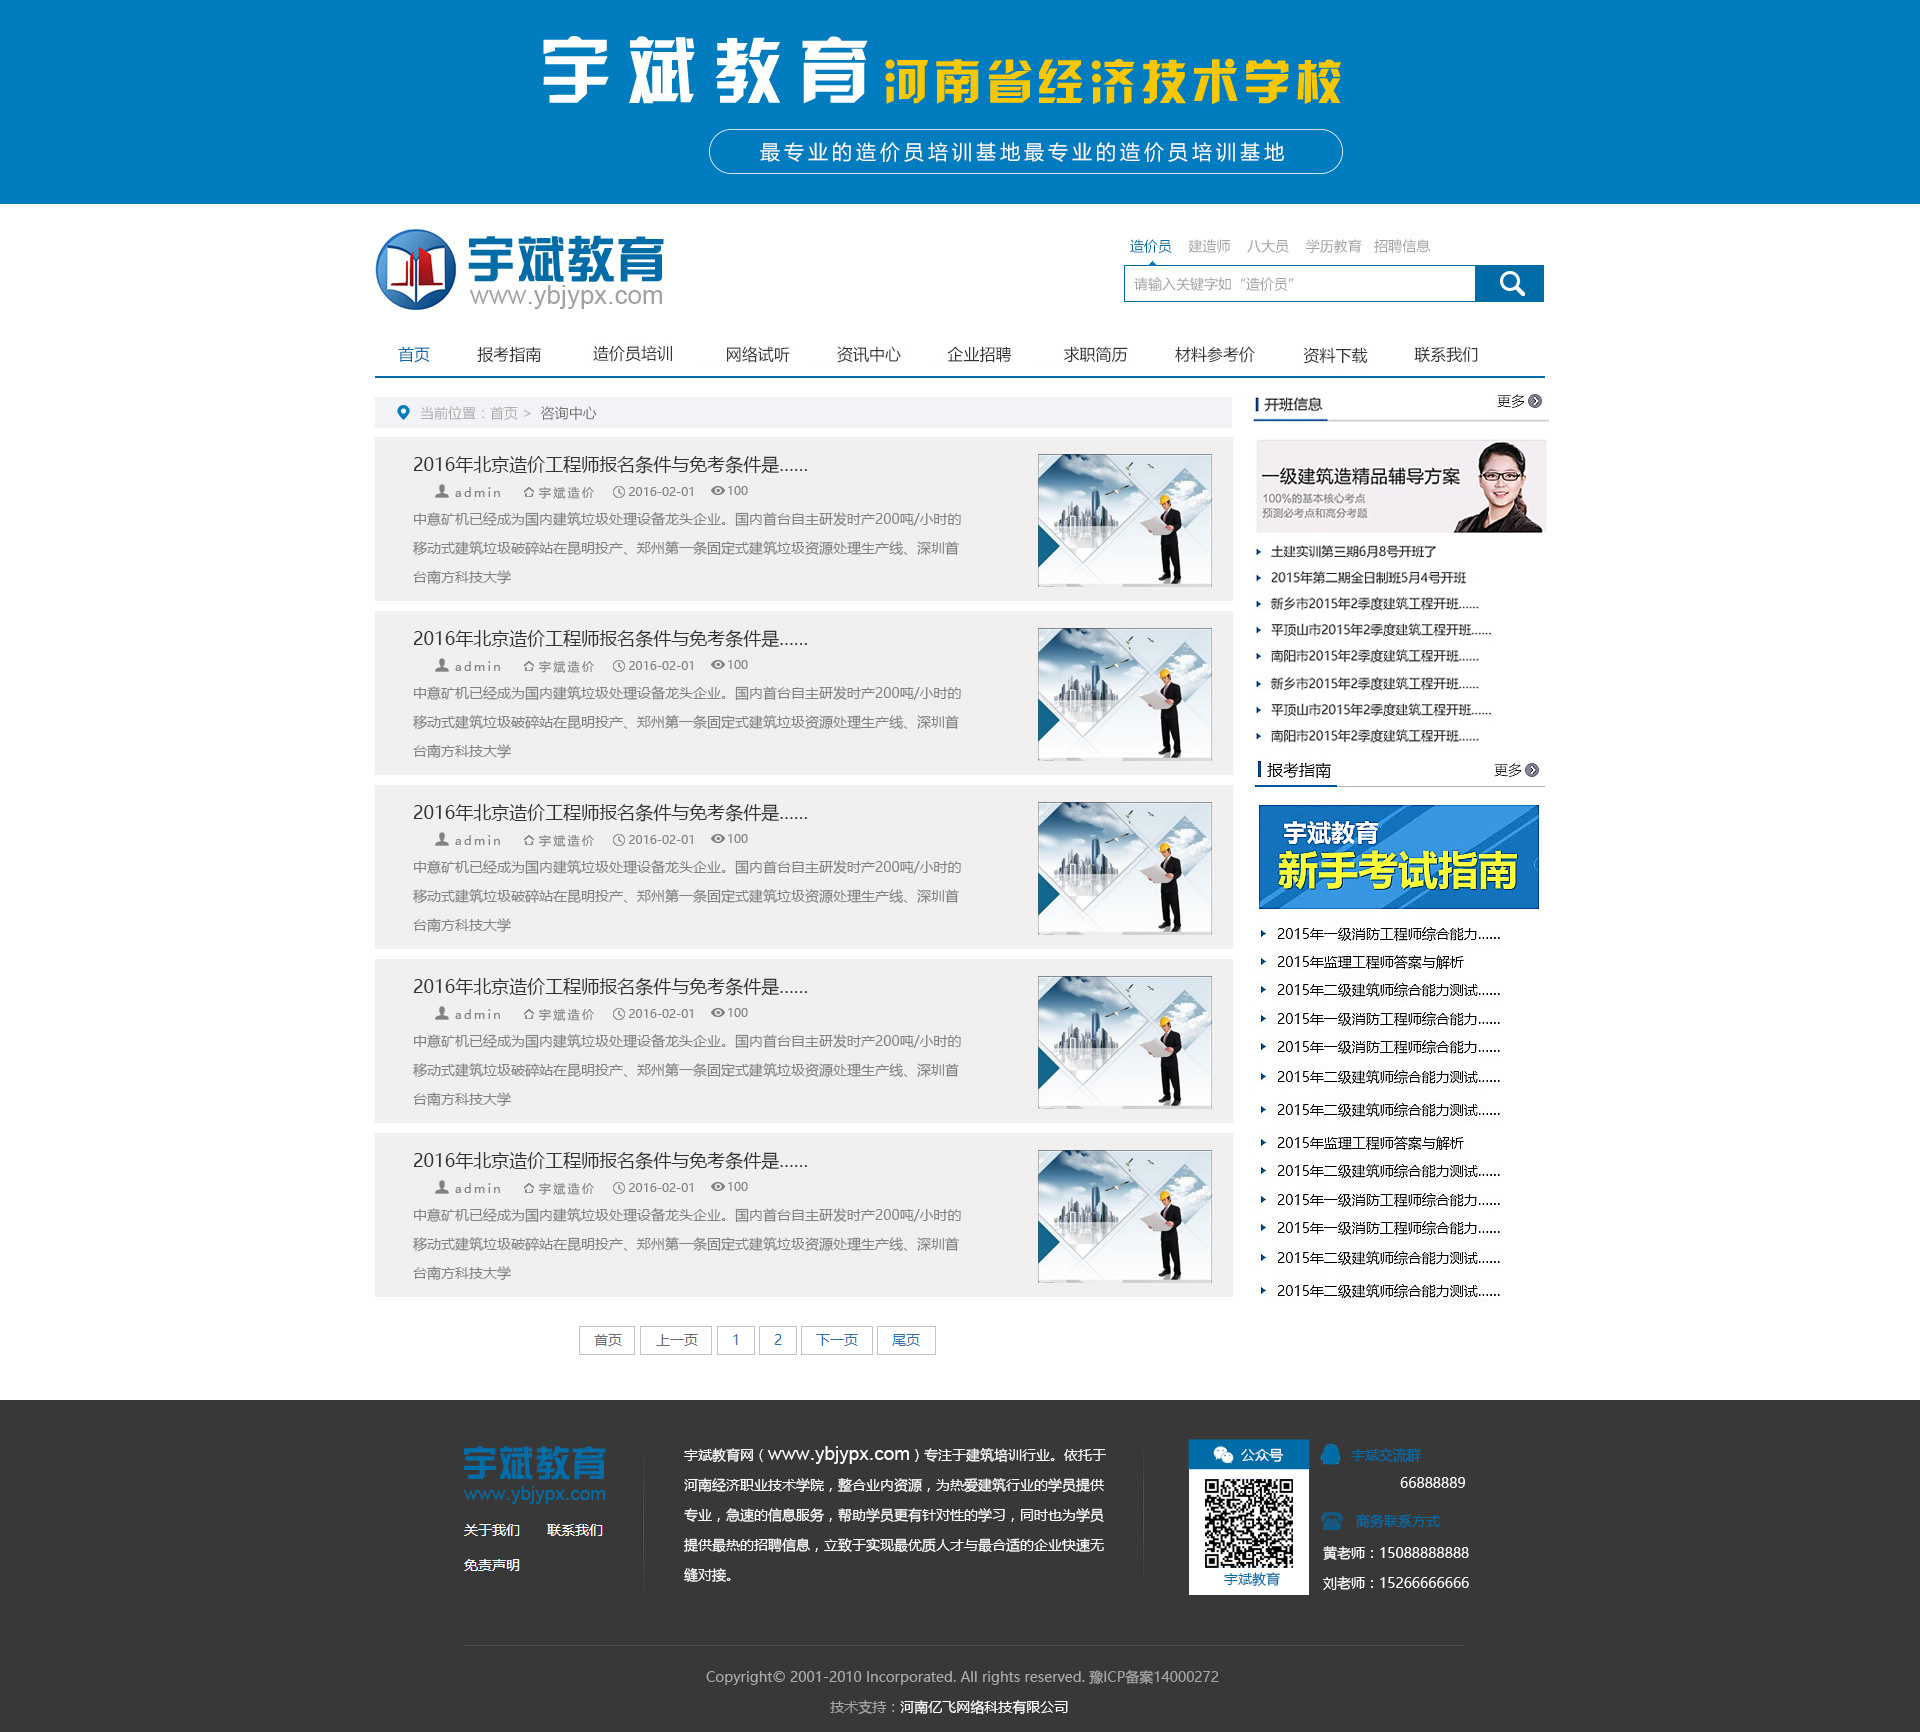 宇斌教育 河南省经济技术学校
最专业的造价员培训基地最专业的造价员培训基地
宇斌教育
www.ybjypx.com
造价员 建造师 八大员 学历教育 招聘信息
请输入关键字如“造价员”
首页 报考指南 造价员培训 网络试听 资讯中心 企业招聘 求职简历 材料参考价 资料下载 联系我们
当前位置：首页 > 咨询中心
2016年北京造价工程师报名条件与免考条件是......
admin 宇斌造价 2016-02-01 100
中意矿机已经成为国内建筑垃圾处理设备龙头企业。国内首台自主研发时产200吨/小时的
移动式建筑垃圾破碎站在昆明投产、郑州第一条固定式建筑垃圾资源处理生产线、深圳首
台南方科技大学
2016年北京造价工程师报名条件与免考条件是......
admin 宇斌造价 2016-02-01 100
中意矿机已经成为国内建筑垃圾处理设备龙头企业。国内首台自主研发时产200吨/小时的
移动式建筑垃圾破碎站在昆明投产、郑州第一条固定式建筑垃圾资源处理生产线、深圳首
台南方科技大学
2016年北京造价工程师报名条件与免考条件是......
admin 宇斌造价 2016-02-01 100
中意矿机已经成为国内建筑垃圾处理设备龙头企业。国内首台自主研发时产200吨/小时的
移动式建筑垃圾破碎站在昆明投产、郑州第一条固定式建筑垃圾资源处理生产线、深圳首
台南方科技大学
2016年北京造价工程师报名条件与免考条件是......
admin 宇斌造价 2016-02-01 100
中意矿机已经成为国内建筑垃圾处理设备龙头企业。国内首台自主研发时产200吨/小时的
移动式建筑垃圾破碎站在昆明投产、郑州第一条固定式建筑垃圾资源处理生产线、深圳首
台南方科技大学
2016年北京造价工程师报名条件与免考条件是......
admin 宇斌造价 2016-02-01 100
中意矿机已经成为国内建筑垃圾处理设备龙头企业。国内首台自主研发时产200吨/小时的
移动式建筑垃圾破碎站在昆明投产、郑州第一条固定式建筑垃圾资源处理生产线、深圳首
台南方科技大学
首页 上一页 1 2 下一页 尾页
开班信息 更多
一级建筑造精品辅导方案
100%的基本核心考点
预测必考点和高分考题
土建实训第三期6月8号开班了
2015年第二期全日制班5月4号开班
新乡市2015年2季度建筑工程开班......
平顶山市2015年2季度建筑工程开班......
南阳市2015年2季度建筑工程开班......
新乡市2015年2季度建筑工程开班......
平顶山市2015年2季度建筑工程开班......
南阳市2015年2季度建筑工程开班......
报考指南 更多
宇斌教育
新手考试指南
2015年一级消防工程师综合能力......
2015年监理工程师答案与解析
2015年二级建筑师综合能力测试......
2015年一级消防工程师综合能力......
2015年一级消防工程师综合能力......
2015年二级建筑师综合能力测试......
2015年二级建筑师综合能力测试......
2015年监理工程师答案与解析
2015年二级建筑师综合能力测试......
2015年一级消防工程师综合能力......
2015年一级消防工程师综合能力......
2015年二级建筑师综合能力测试......
2015年二级建筑师综合能力测试......
宇斌教育
www.ybjypx.com
关于我们 联系我们
免责声明
宇斌教育网（www.ybjypx.com）专注于建筑培训行业。依托于
河南经济职业技术学院，整合业内资源，为热爱建筑行业的学员提供
专业，急速的信息服务，帮助学员更有针对性的学习，同时也为学员
提供最热的招聘信息，立致于实现最优质人才与最合适的企业快速无
缝对接。
公众号
宇斌教育
宇斌交流群
66888889
商务联系方式
黄老师：15088888888
刘老师：15266666666
Copyright© 2001-2010 Incorporated. All rights reserved. 豫ICP备案14000272
技术支持：河南亿飞网络科技有限公司